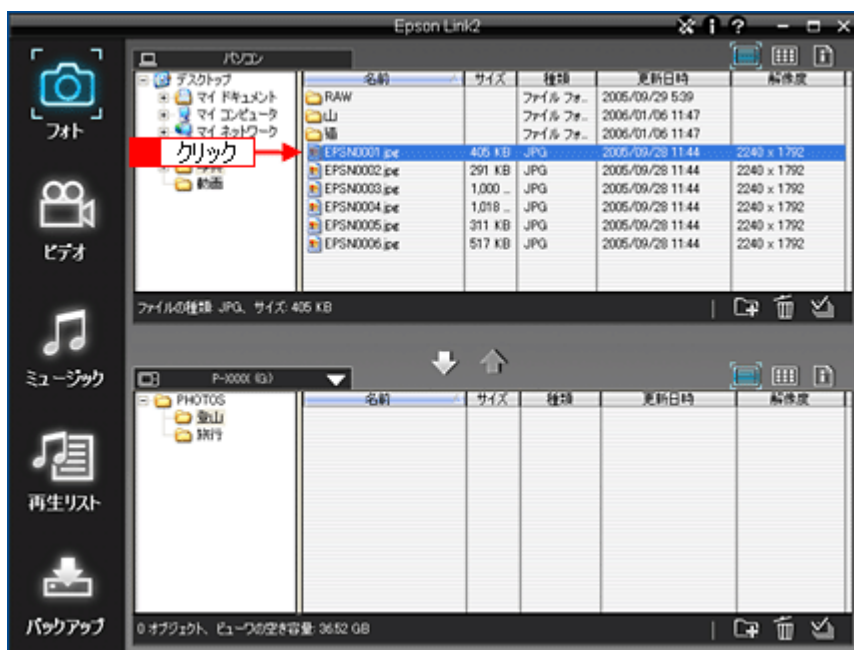 Epson Link2
フォト
ビデオ
ミュージック
再生リスト
バックアップ
パソコン
デスクトップ
マイ ドキュメント
マイ コンピュータ
マイ ネットワーク
動画
クリック
名前 サイズ 種類 更新日時 解像度
RAW ファイル フォ.. 2005/09/29 5:39
山 ファイル フォ.. 2006/01/06 11:47
猫 ファイル フォ.. 2006/01/06 11:47
EPSN0001.jpg 405 KB JPG 2005/09/28 11:44 2240 x 1792
EPSN0002.jpg 291 KB JPG 2005/09/28 11:44 2240 x 1792
EPSN0003.jpg 1,000 ... JPG 2005/09/28 11:44 2240 x 1792
EPSN0004.jpg 1,018 ... JPG 2005/09/28 11:44 2240 x 1792
EPSN0005.jpg 311 KB JPG 2005/09/28 11:44 2240 x 1792
EPSN0006.jpg 517 KB JPG 2005/09/28 11:44 2240 x 1792
ファイルの種類: JPG、サイズ: 405 KB
P-XXXX (G:)
PHOTOS
登山
旅行
名前 サイズ 種類 更新日時 解像度
0 オブジェクト、ビューワの空き容量: 36.52 GB